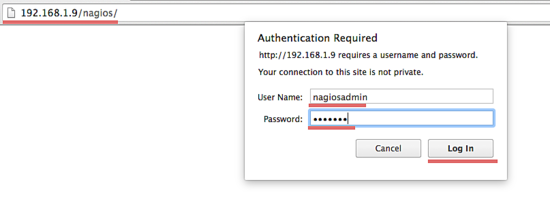 192.168.1.9/nagios/
Authentication Required
http://192.168.1.9 requires a username and password.
Your connection to this site is not private.
User Name: nagiosadmin
Password: •••••••
Cancel Log In